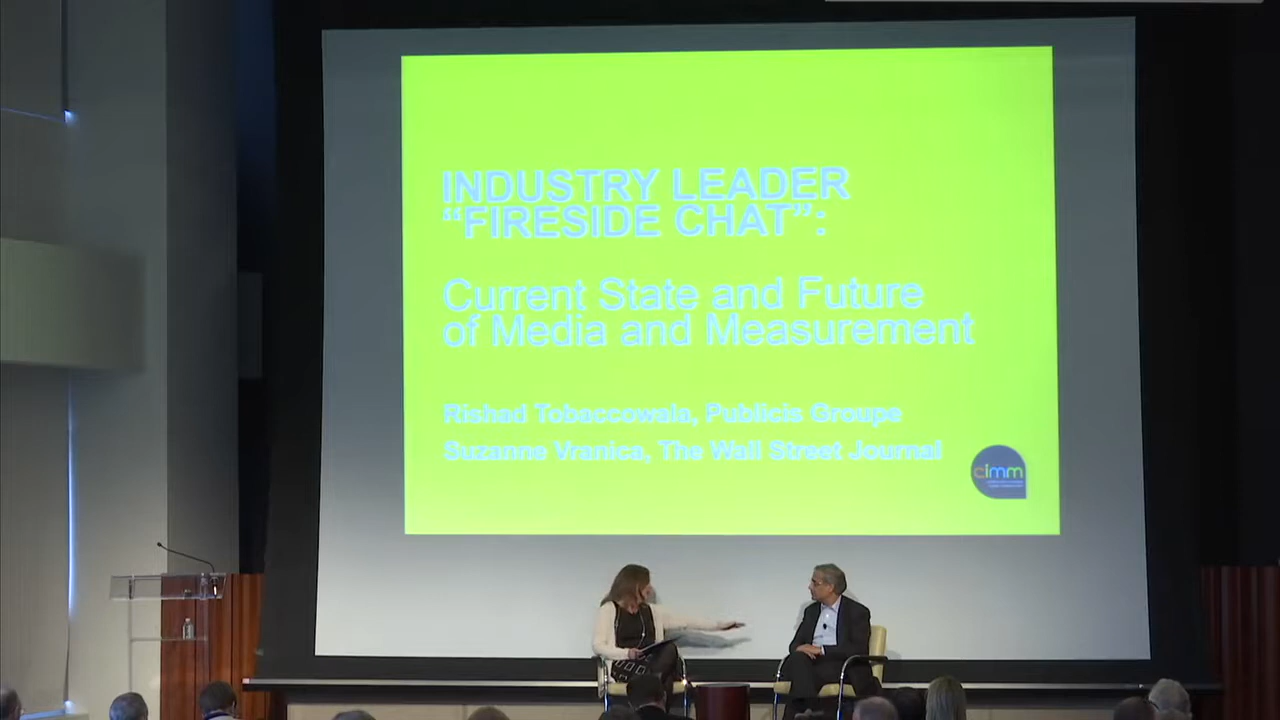 INDUSTRY LEADER
“FIRESIDE CHAT”:
Current State and Future
of Media and Measurement
Rishad Tobaccowala, Publicis Groupe
Suzanne Vranica, The Wall Street Journal
cimm